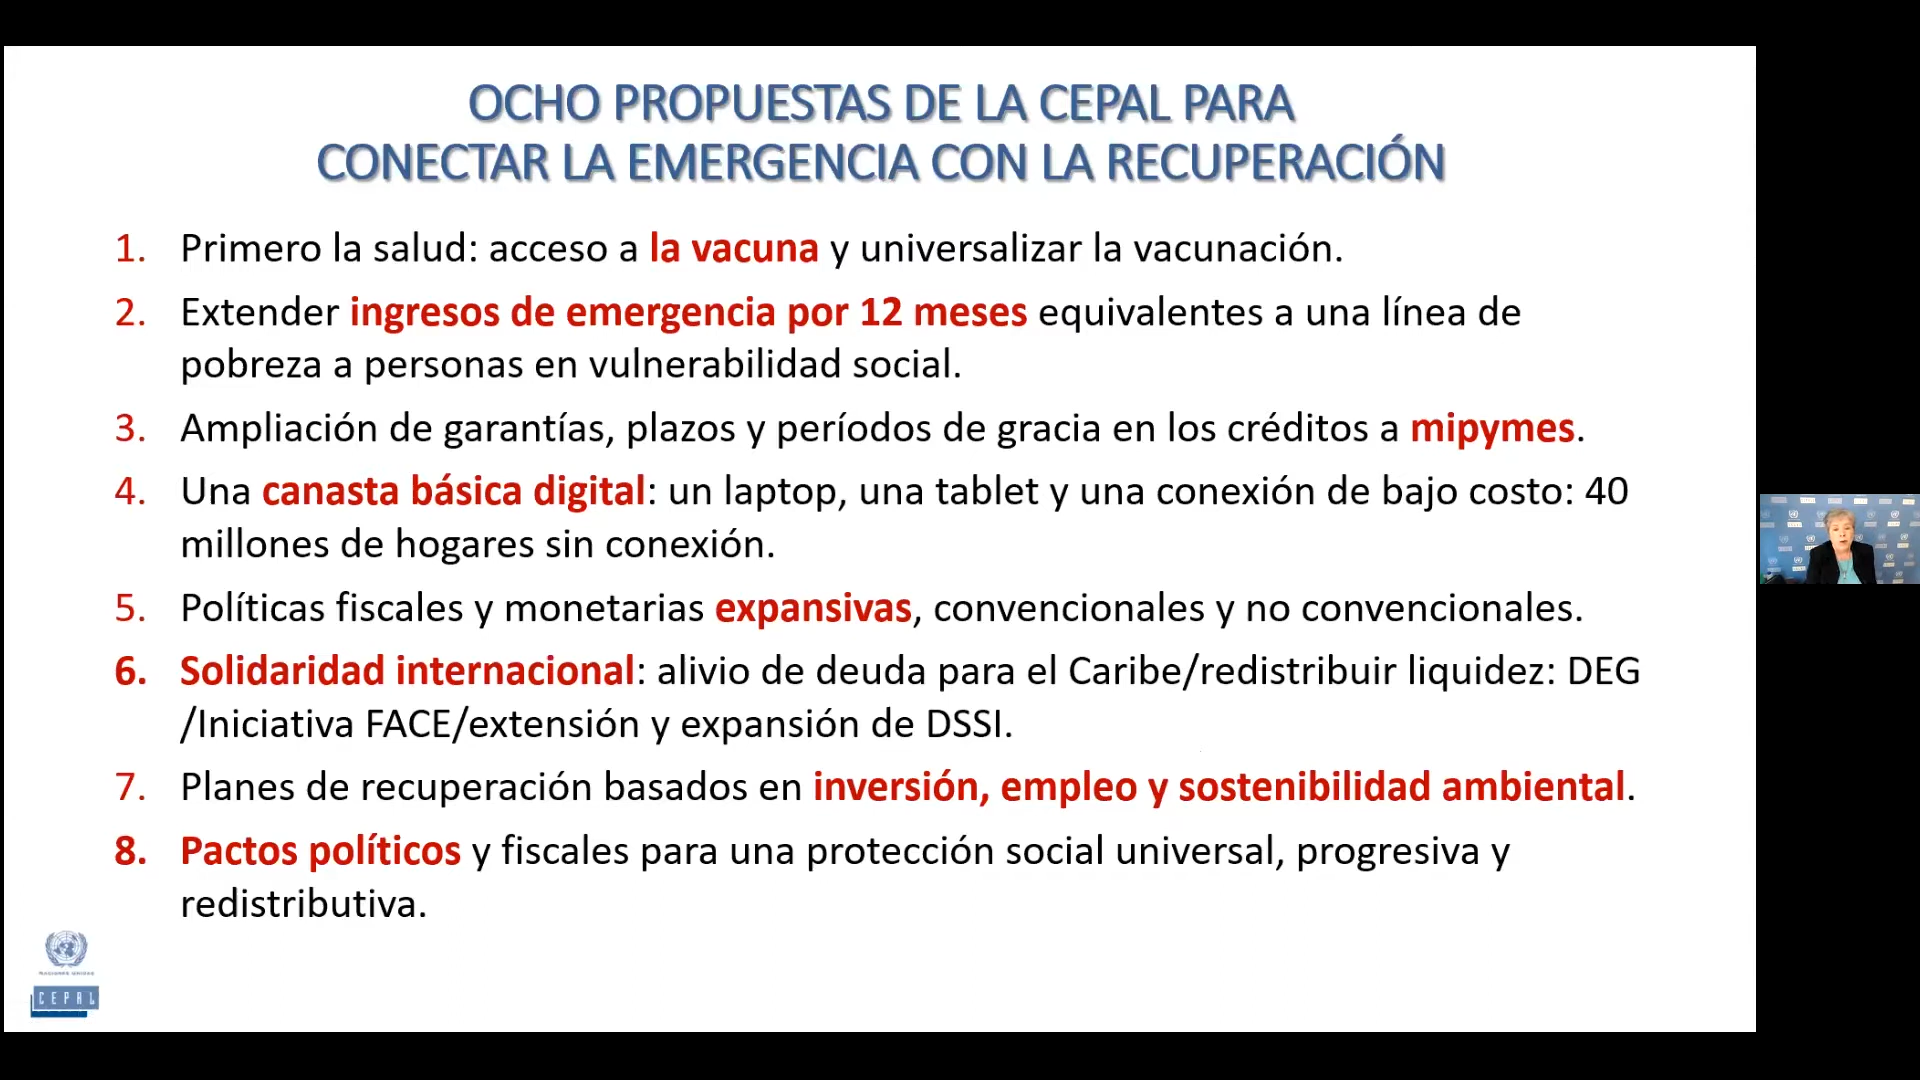 OCHO PROPUESTAS DE LA CEPAL PARA
CONECTAR LA EMERGENCIA CON LA RECUPERACIÓN
1. Primero la salud: acceso a la vacuna y universalizar la vacunación.
2. Extender ingresos de emergencia por 12 meses equivalentes a una línea de
pobreza a personas en vulnerabilidad social.
3. Ampliación de garantías, plazos y períodos de gracia en los créditos a mipymes.
4. Una canasta básica digital: un laptop, una tablet y una conexión de bajo costo: 40
millones de hogares sin conexión.
5. Políticas fiscales y monetarias expansivas, convencionales y no convencionales.
6. Solidaridad internacional: alivio de deuda para el Caribe/redistribuir liquidez: DEG
/Iniciativa FACE/extensión y expansión de DSSI.
7. Planes de recuperación basados en inversión, empleo y sostenibilidad ambiental.
8. Pactos políticos y fiscales para una protección social universal, progresiva y
redistributiva.
NACIONES UNIDAS
CEPAL